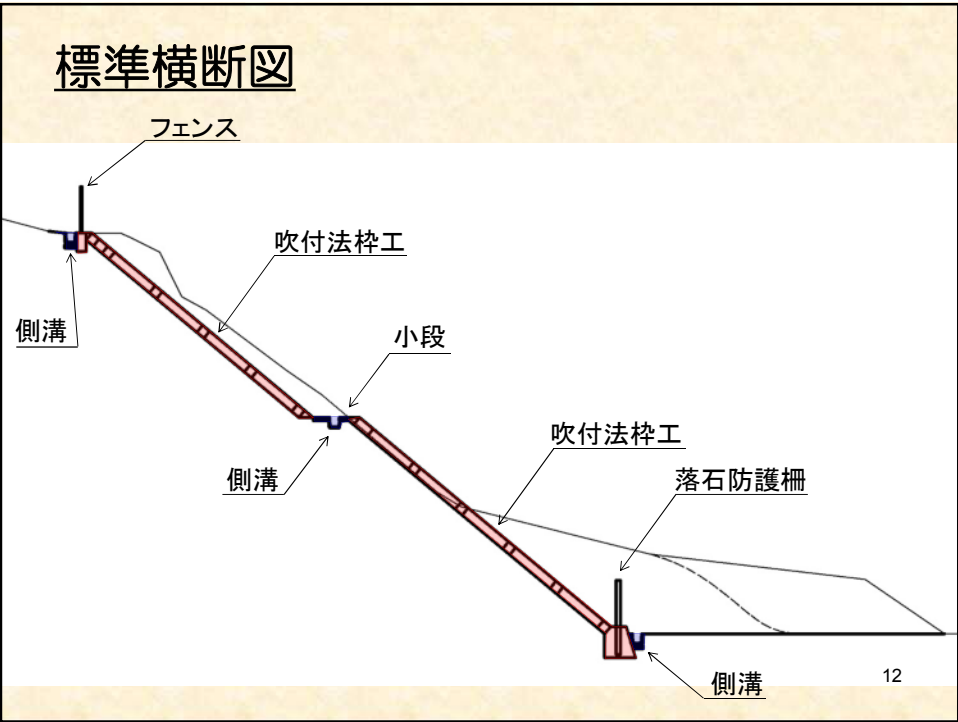 標準横断図
フェンス
吹付法枠工
側溝
小段
吹付法枠工
側溝
落石防護柵
側溝
12